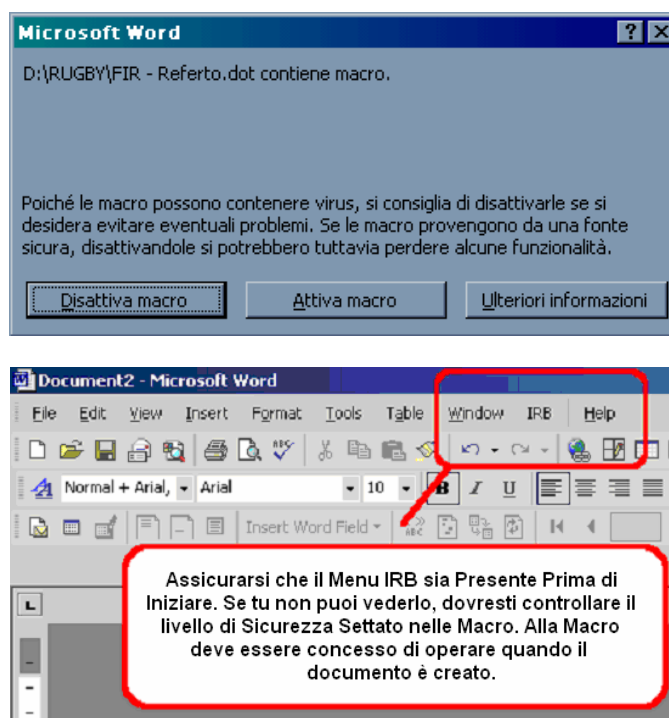 Microsoft Word
D:\RUGBY\FIR - Referto.dot contiene macro.
Poiché le macro possono contenere virus, si consiglia di disattivarle se si
desidera evitare eventuali problemi. Se le macro provengono da una fonte
sicura, disattivandole si potrebbero tuttavia perdere alcune funzionalità.
Disattiva macro Attiva macro Ulteriori informazioni
Document2 - Microsoft Word
File Edit View Insert Format Tools Table Window IRB Help
Normal + Arial, Arial 10 B I U
Insert Word Field
Assicurarsi che il Menu IRB sia Presente Prima di
Iniziare. Se tu non puoi vederlo, dovresti controllare il
livello di Sicurezza Settato nelle Macro. Alla Macro
deve essere concesso di operare quando il
documento è creato.